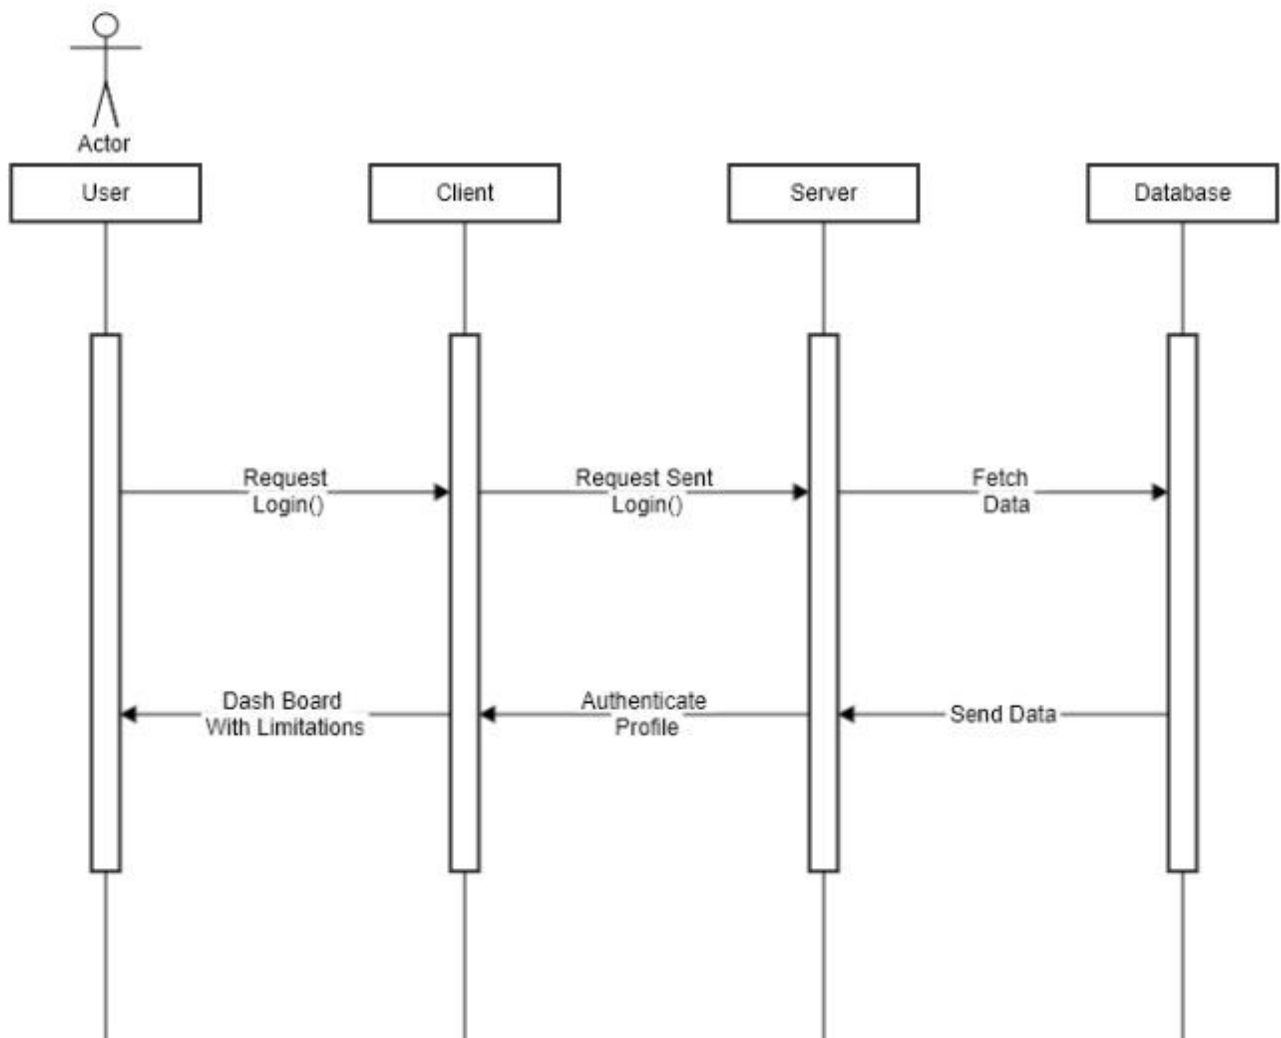 Actor
User
Client
Server
Database
Request
Login()
Request Sent
Login()
Fetch
Data
Dash Board
With Limitations
Authenticate
Profile
Send Data